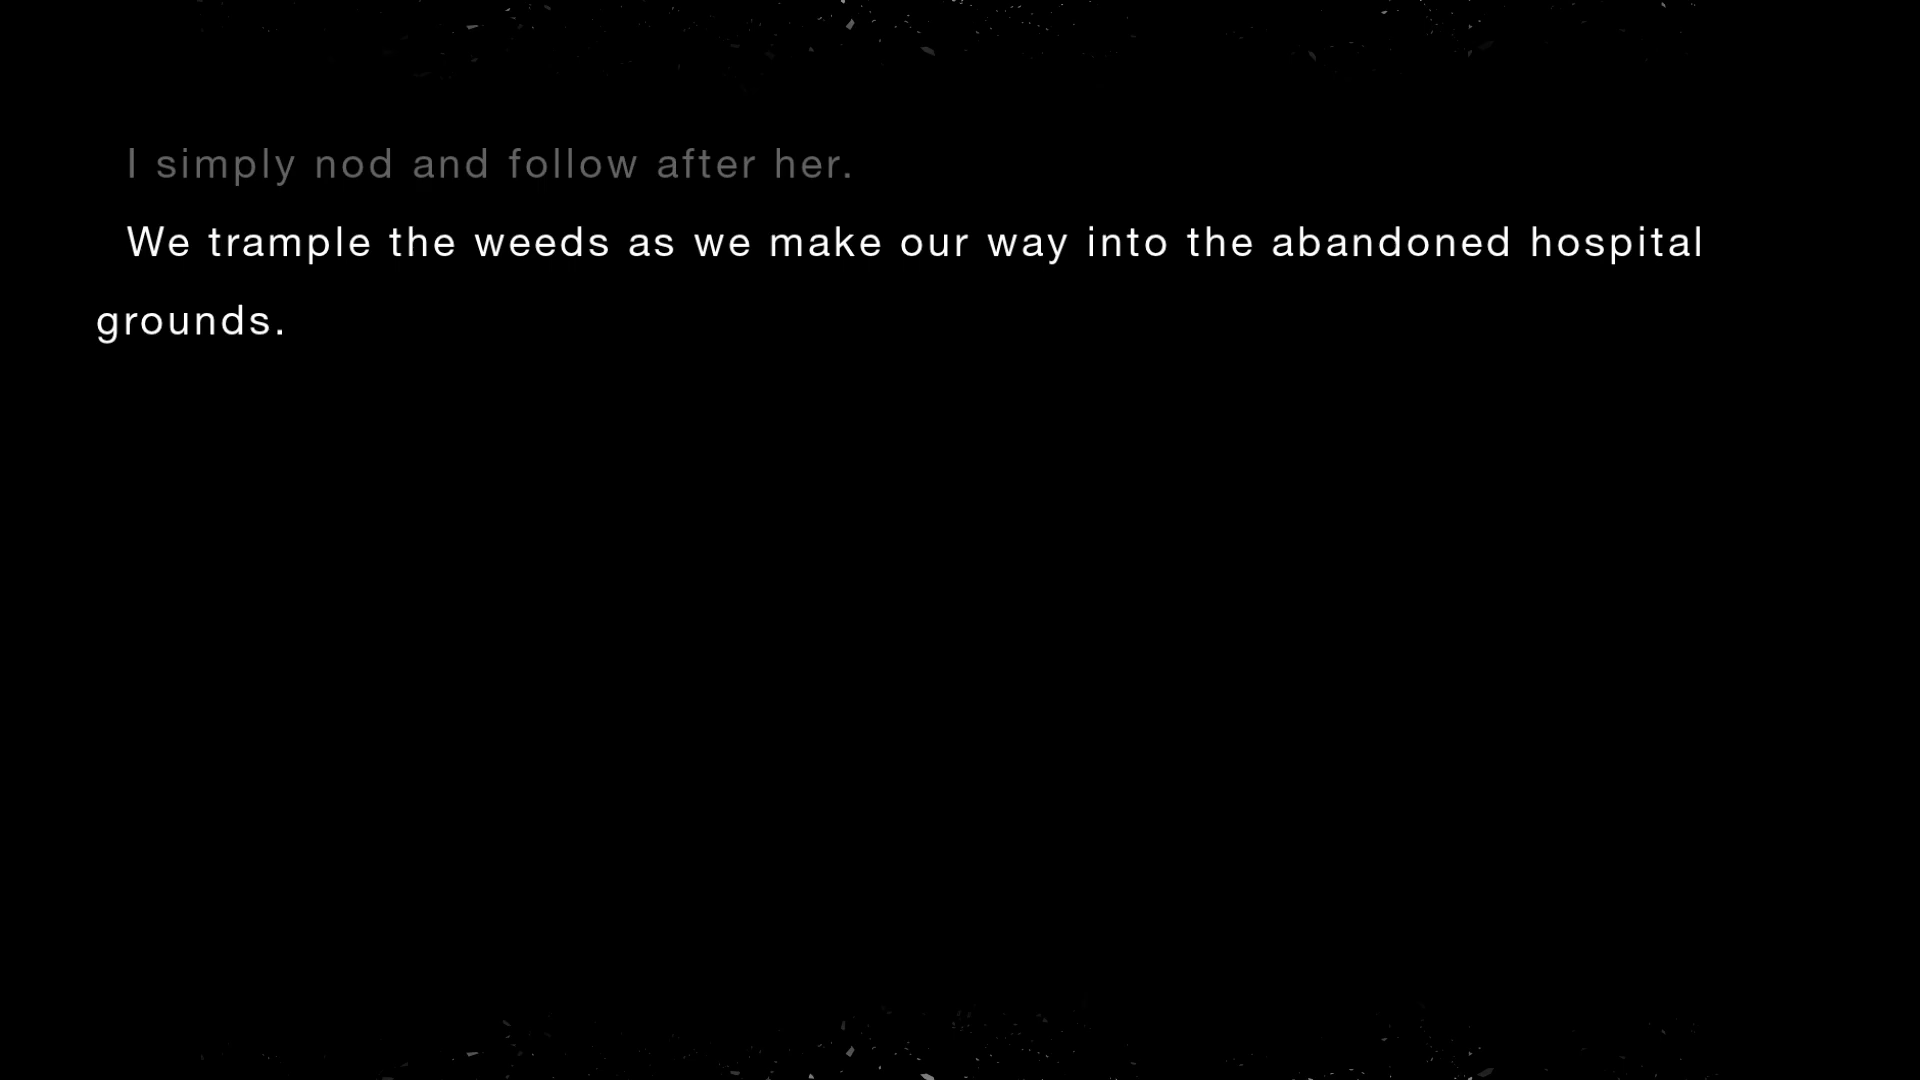 I simply nod and follow after her.
We trample the weeds as we make our way into the abandoned hospital
grounds.